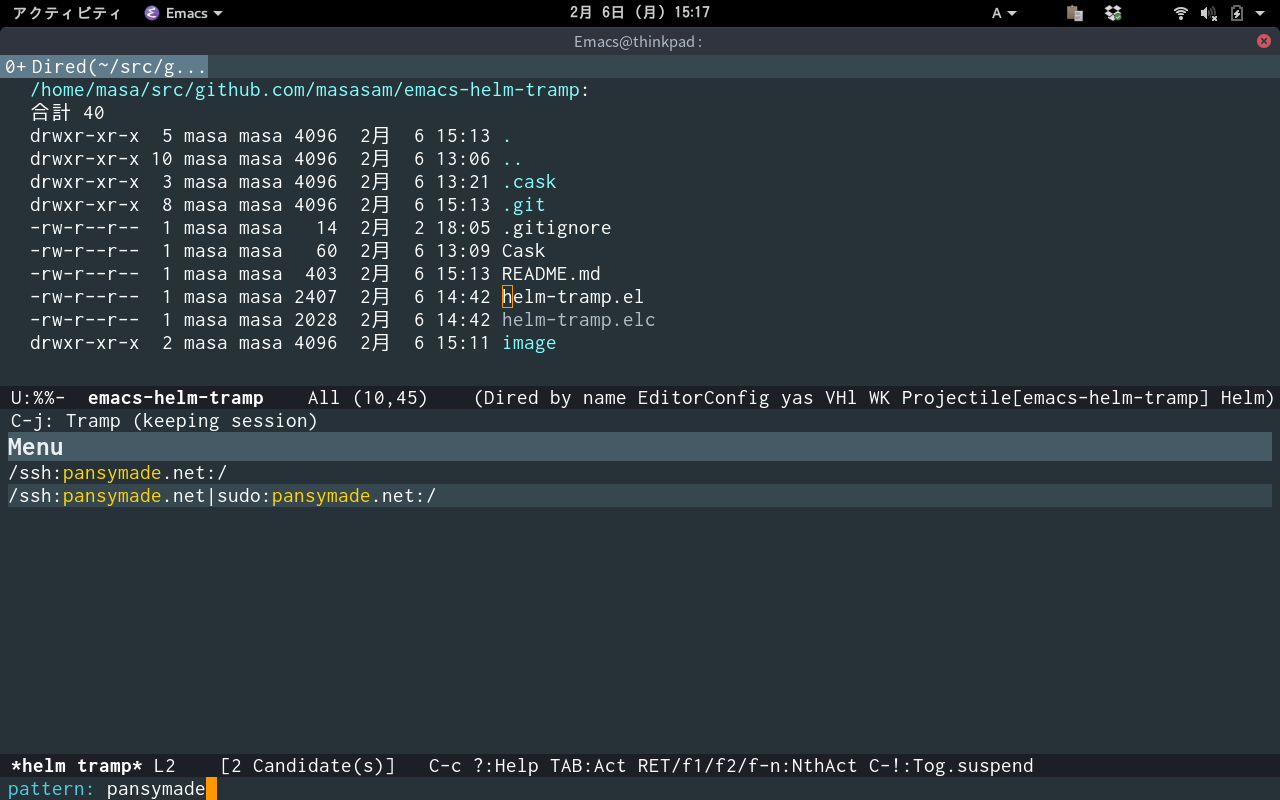 アクティビティ Emacs 2月 6日 (月) 15:17 A
Emacs@thinkpad:
0+ Dired(~/src/g...
/home/masa/src/github.com/masasam/emacs-helm-tramp:
合計 40
drwxr-xr-x  5 masa masa 4096  2月  6 15:13 .
drwxr-xr-x 10 masa masa 4096  2月  6 13:06 ..
drwxr-xr-x  3 masa masa 4096  2月  6 13:21 .cask
drwxr-xr-x  8 masa masa 4096  2月  6 15:13 .git
-rw-r--r--  1 masa masa   14  2月  2 18:05 .gitignore
-rw-r--r--  1 masa masa   60  2月  6 13:09 Cask
-rw-r--r--  1 masa masa  403  2月  6 15:13 README.md
-rw-r--r--  1 masa masa 2407  2月  6 14:42 helm-tramp.el
-rw-r--r--  1 masa masa 2028  2月  6 14:42 helm-tramp.elc
drwxr-xr-x  2 masa masa 4096  2月  6 15:11 image
U:%%-  emacs-helm-tramp    All (10,45)    (Dired by name EditorConfig yas VHl WK Projectile[emacs-helm-tramp] Helm)
C-j: Tramp (keeping session)
Menu
/ssh:pansymade.net:/
/ssh:pansymade.net|sudo:pansymade.net:/
*helm tramp* L2    [2 Candidate(s)]   C-c ?:Help TAB:Act RET/f1/f2/f-n:NthAct C-!:Tog.suspend
pattern: pansymade